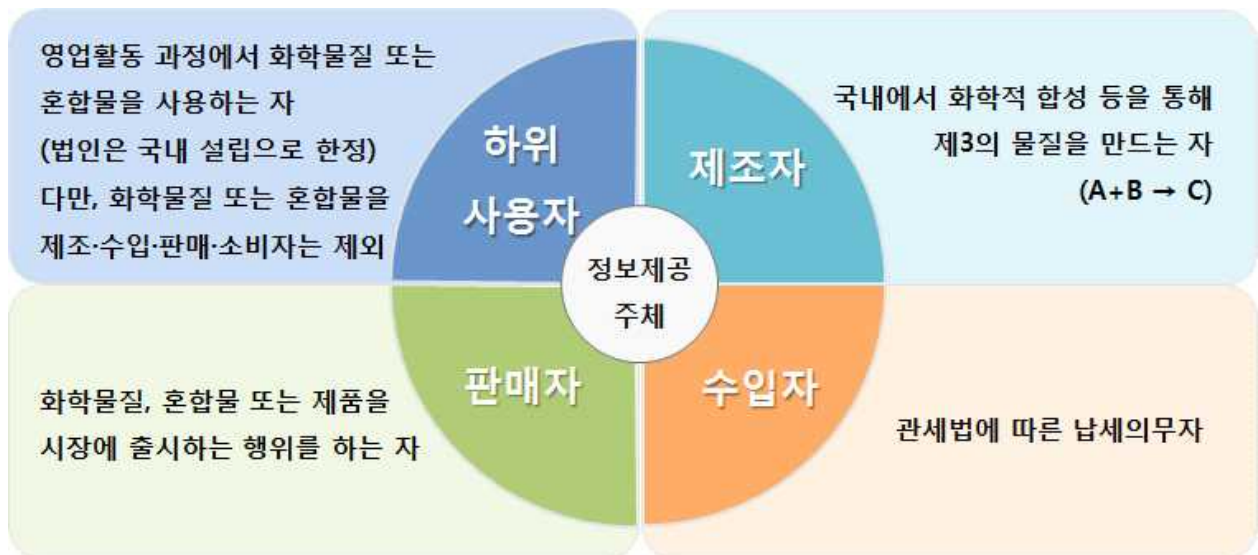 영업활동 과정에서 화학물질 또는
혼합물을 사용하는 자
(법인은 국내 설립으로 한정)
다만, 화학물질 또는 혼합물을
제조·수입·판매·소비자는 제외
하위
사용자
제조자
국내에서 화학적 합성 등을 통해
제3의 물질을 만드는 자
(A+B → C)
정보제공
주체
화학물질, 혼합물 또는 제품을
시장에 출시하는 행위를 하는 자
판매자
수입자
관세법에 따른 납세의무자